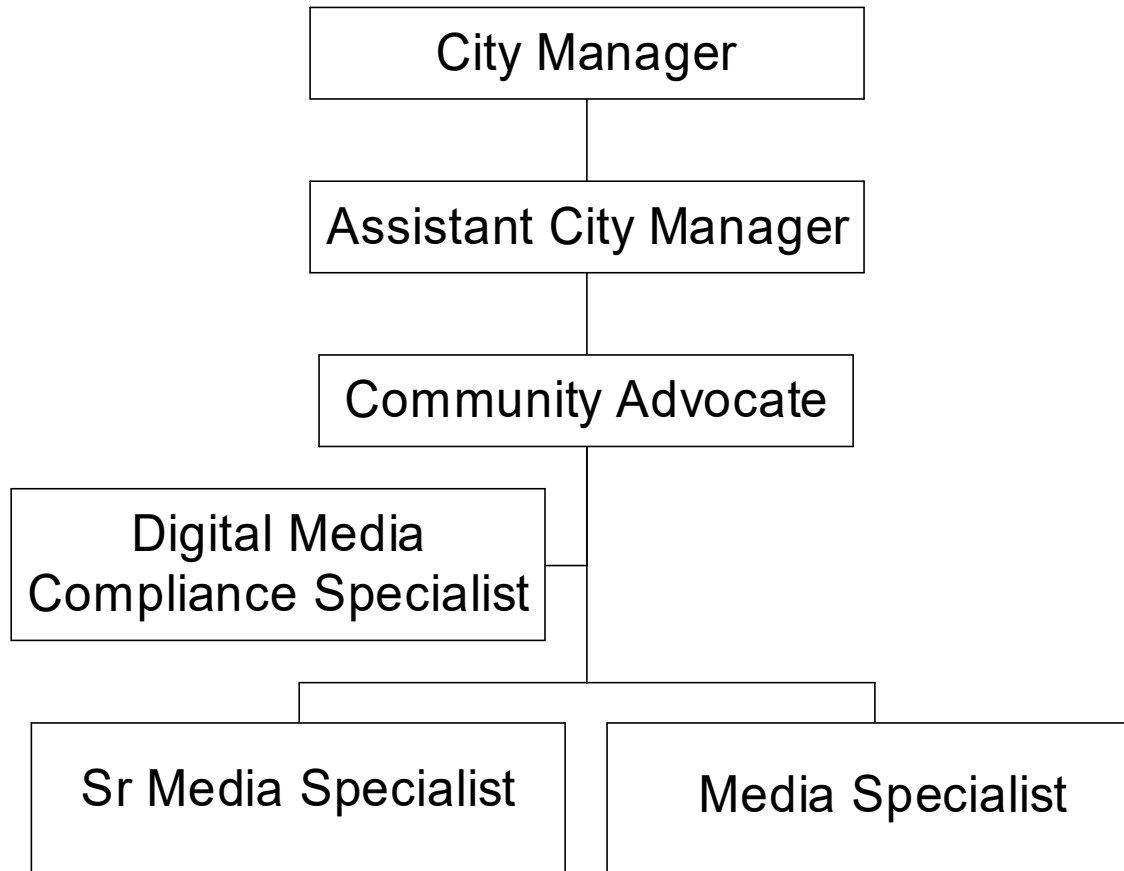 City Manager
Assistant City Manager
Community Advocate
Digital Media
Compliance Specialist
Sr Media Specialist
Media Specialist